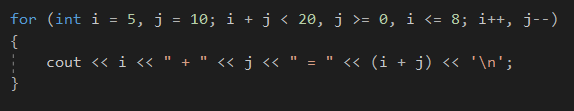 for (int i = 5, j = 10; i + j < 20, j >= 0, i <= 8; i++, j--)
{
    cout << i << " + " << j << " = " << (i + j) << '\n';
}